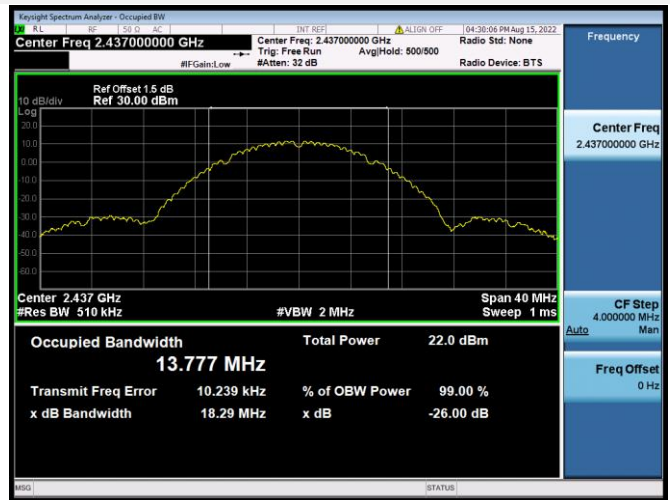 Keysight Spectrum Analyzer - Occupied BW
RL RF 50 Ω AC INT REF ALIGN OFF 04:30:06 PM Aug 15, 2022
Center Freq 2.437000000 GHz
Center Freq: 2.437000000 GHz Radio Std: None
Trig: Free Run Avg|Hold: 500/500
#IFGain:Low #Atten: 32 dB Radio Device: BTS
Frequency
Ref Offset 1.5 dB
10 dB/div Ref 30.00 dBm
Log
20.0
10.0
0.00
-10.0
-20.0
-30.0
-40.0
-50.0
-60.0
Center Freq
2.437000000 GHz
Center 2.437 GHz Span 40 MHz
#Res BW 510 kHz #VBW 2 MHz Sweep 1 ms
CF Step
4.000000 MHz
Auto Man
Occupied Bandwidth Total Power 22.0 dBm
13.777 MHz
Transmit Freq Error 10.239 kHz % of OBW Power 99.00 %
x dB Bandwidth 18.29 MHz x dB -26.00 dB
Freq Offset
0 Hz
MSG STATUS